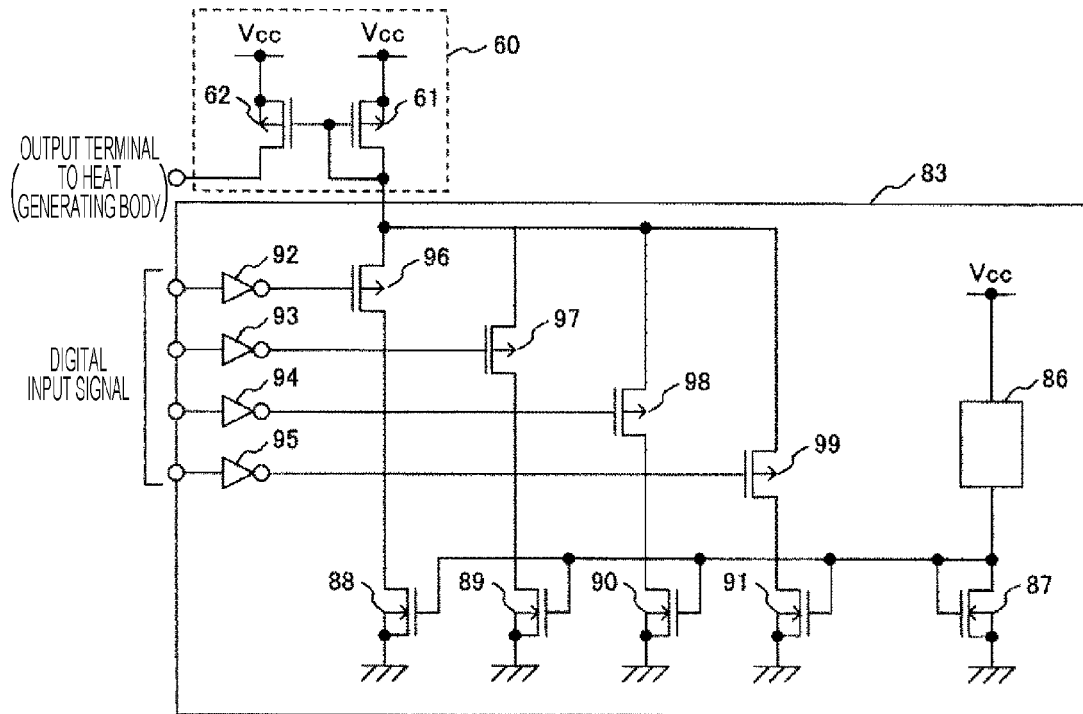 Vcc
Vcc
60
62
61
OUTPUT TERMINAL
TO HEAT
GENERATING BODY
83
92
96
Vcc
93
97
DIGITAL
INPUT SIGNAL
94
98
86
95
99
88
89
90
91
87